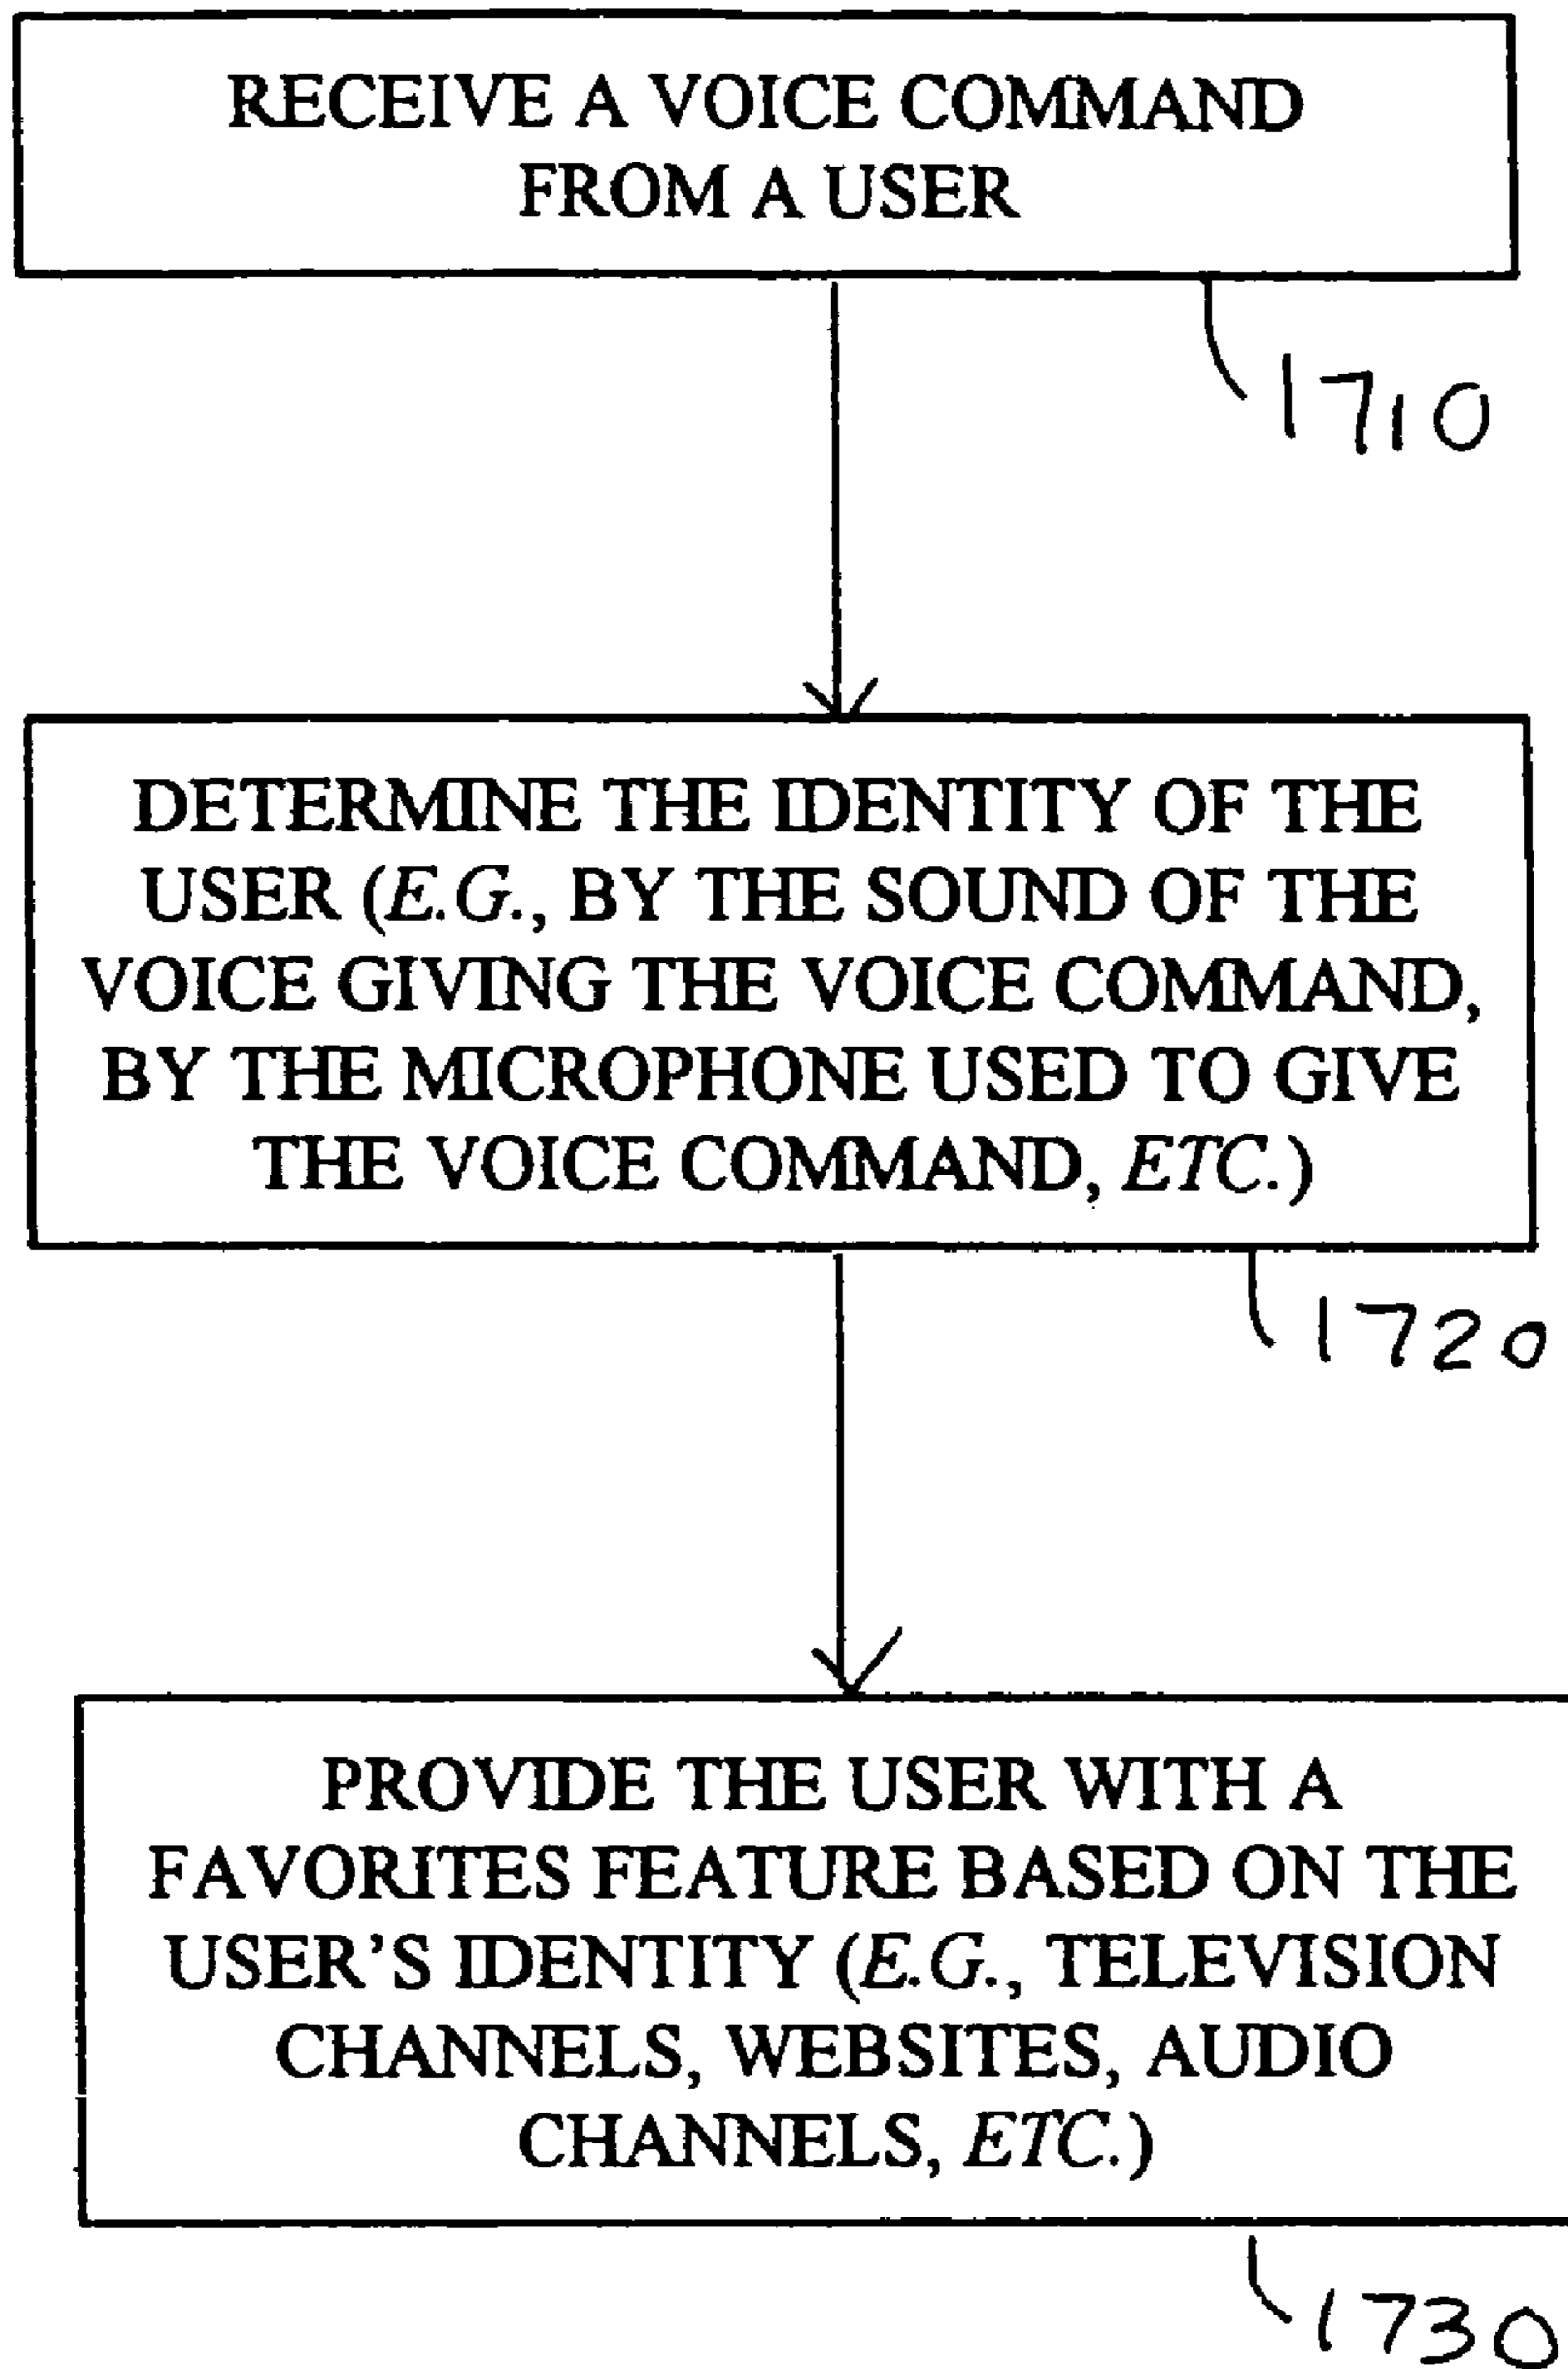 RECEIVE A VOICE COMMAND
FROM A USER
1710
DETERMINE THE IDENTITY OF THE
USER (E.G., BY THE SOUND OF THE
VOICE GIVING THE VOICE COMMAND,
BY THE MICROPHONE USED TO GIVE
THE VOICE COMMAND, ETC.)
1720
PROVIDE THE USER WITH A
FAVORITES FEATURE BASED ON THE
USER'S IDENTITY (E.G., TELEVISION
CHANNELS, WEBSITES, AUDIO
CHANNELS, ETC.)
1730